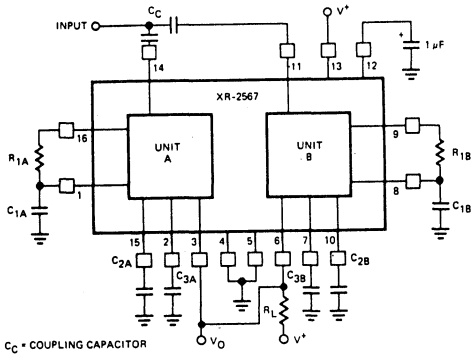 C_C
INPUT
V+
1 µF
14
11
13
12
XR-2567
16
9
R1A
UNIT
A
UNIT
B
R1B
1
8
C1A
C1B
15
2
3
4
5
6
7
10
C2A
C3A
C3B
C2B
RL
VO
V+
CC = COUPLING CAPACITOR